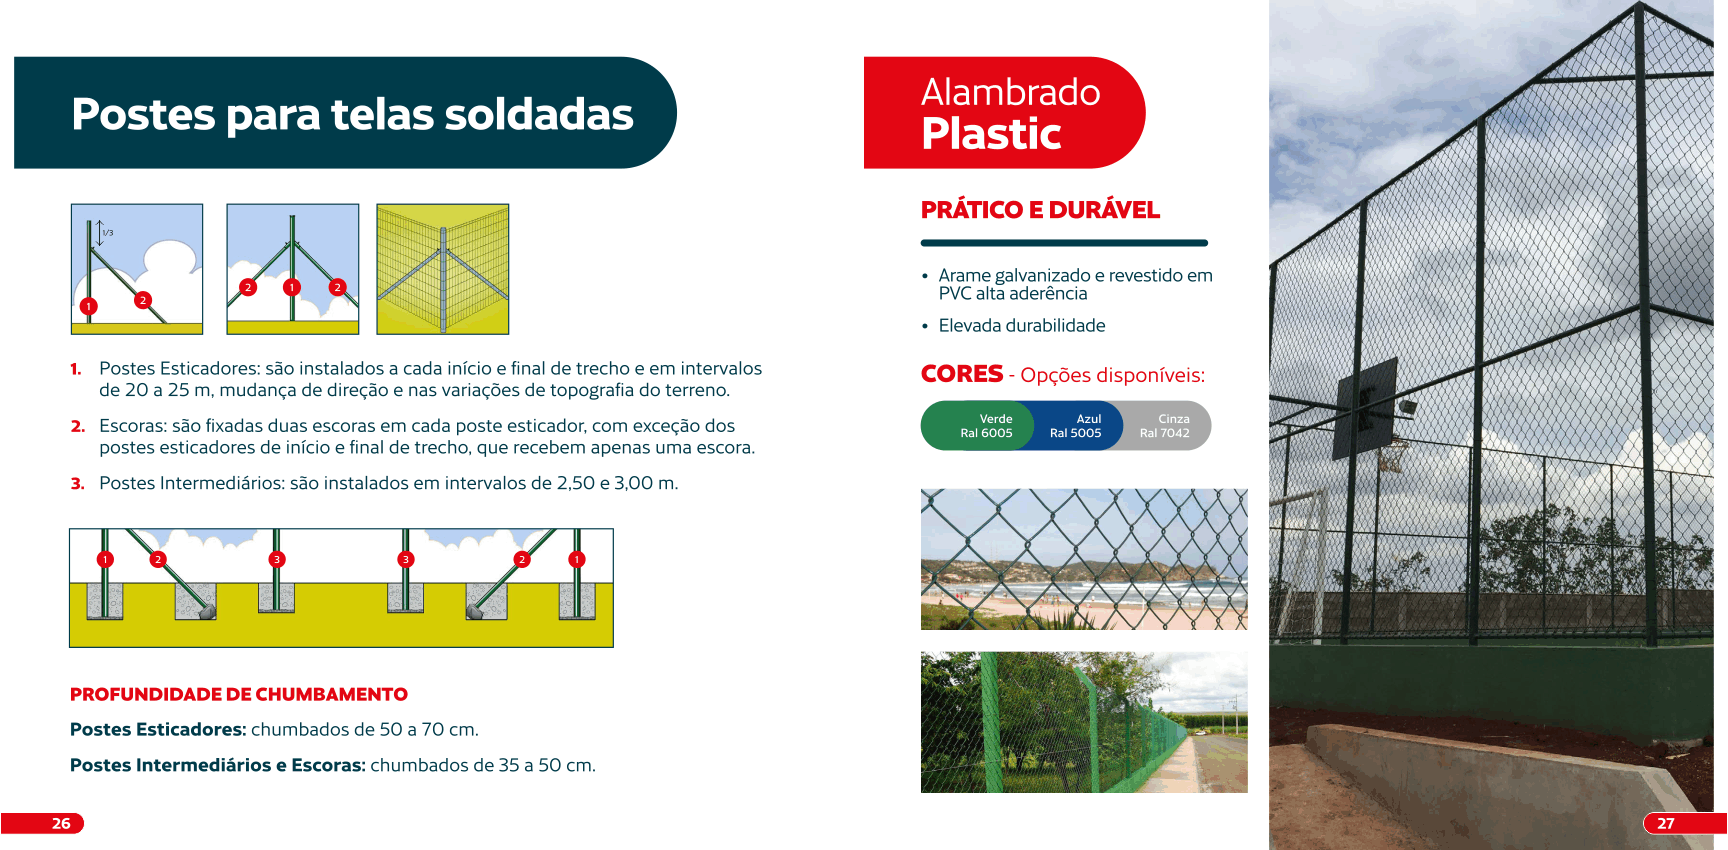 Postes para telas soldadas
1/3
1
2
2
1
2
1. Postes Esticadores: são instalados a cada início e final de trecho e em intervalos
de 20 a 25 m, mudança de direção e nas variações de topografia do terreno.
2. Escoras: são fixadas duas escoras em cada poste esticador, com exceção dos
postes esticadores de início e final de trecho, que recebem apenas uma escora.
3. Postes Intermediários: são instalados em intervalos de 2,50 e 3,00 m.
1
2
3
3
2
1
PROFUNDIDADE DE CHUMBAMENTO
Postes Esticadores: chumbados de 50 a 70 cm.
Postes Intermediários e Escoras: chumbados de 35 a 50 cm.
26
Alambrado
Plastic
PRÁTICO E DURÁVEL
• Arame galvanizado e revestido em
PVC alta aderência
• Elevada durabilidade
CORES - Opções disponíveis:
Verde
Ral 6005
Azul
Ral 5005
Cinza
Ral 7042
27